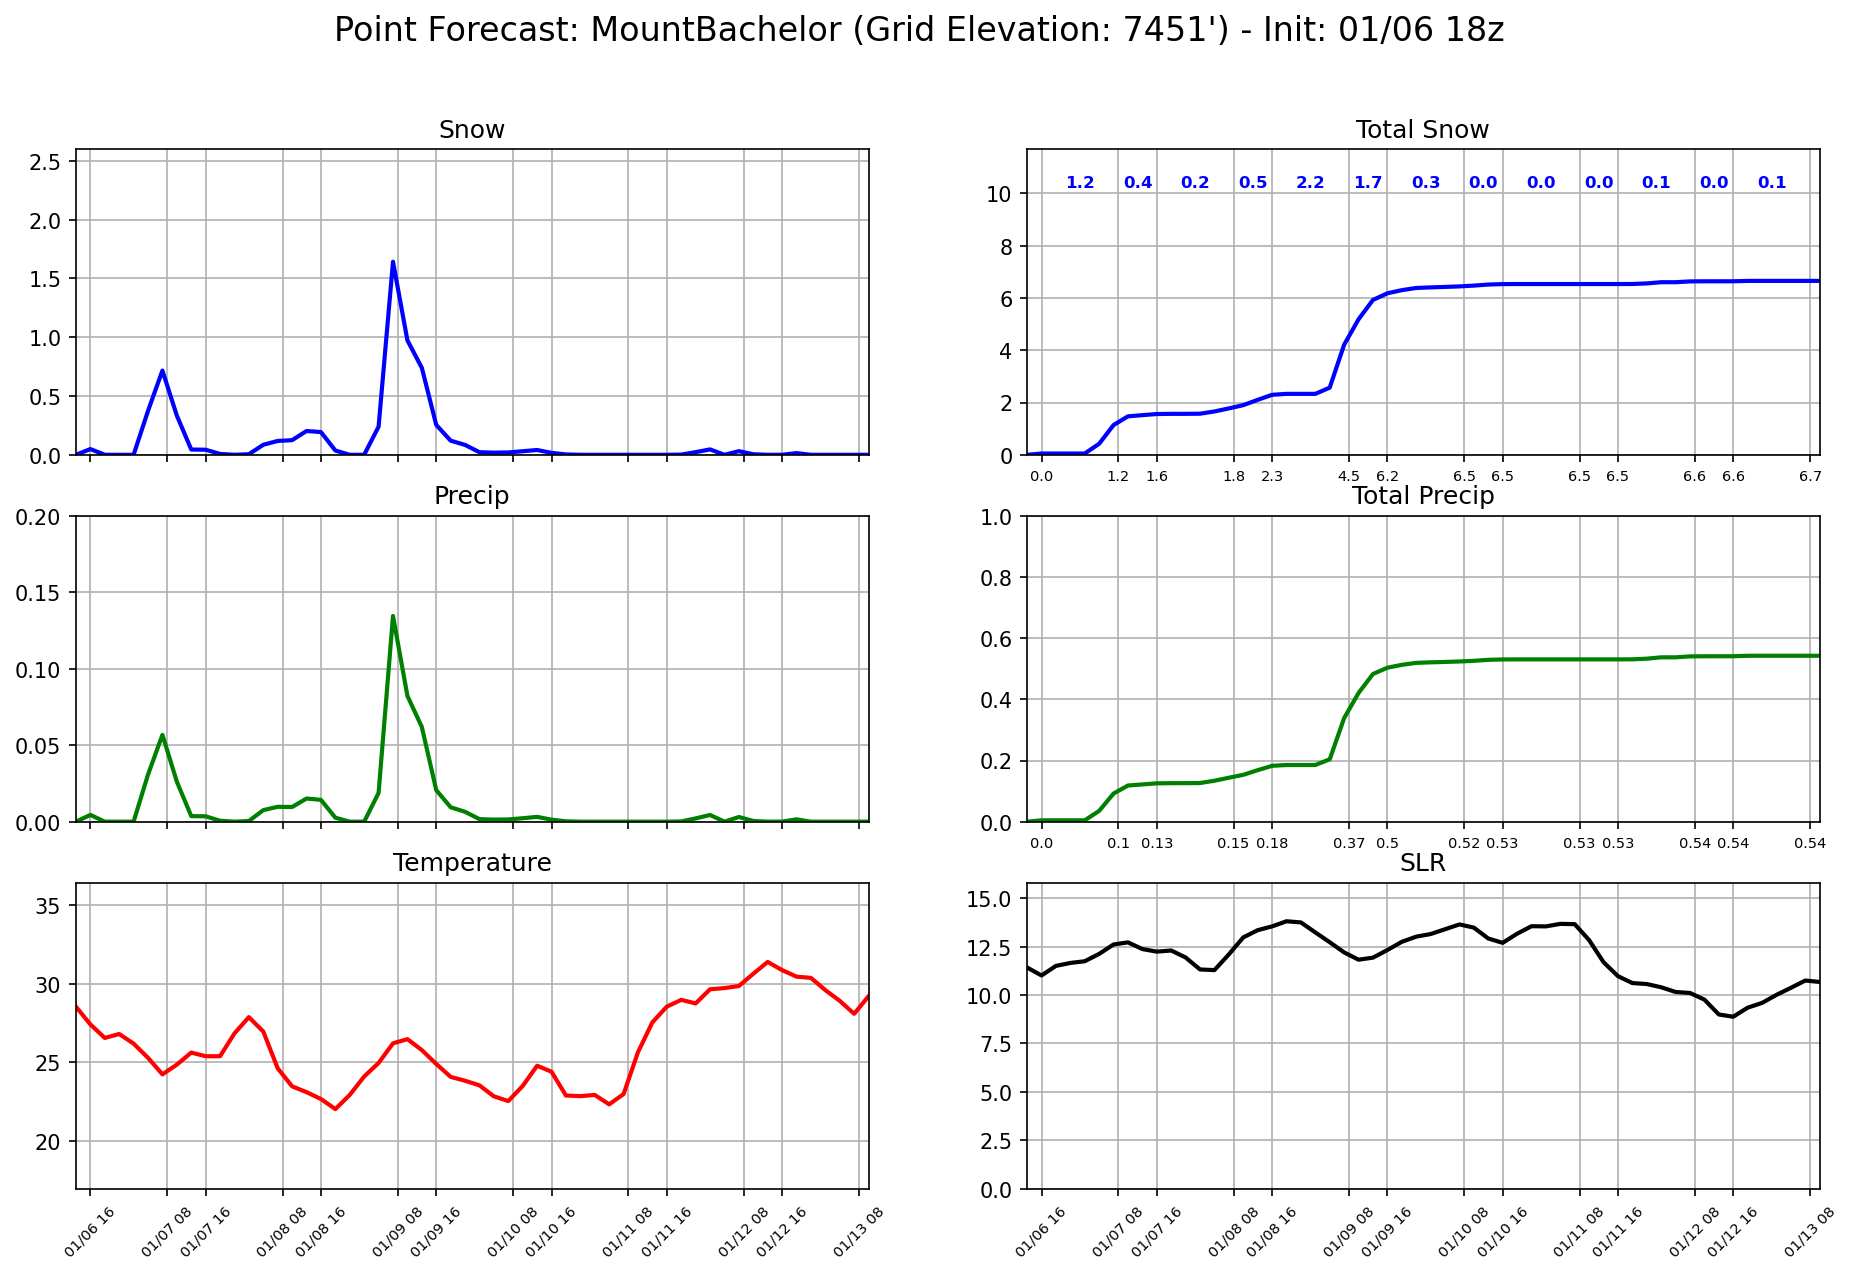 Point Forecast: MountBachelor (Grid Elevation: 7451') - Init: 01/06 18z
Snow
2.5
2.0
1.5
1.0
0.5
0.0
Total Snow
1.2 0.4 0.2 0.5 2.2 1.7 0.3 0.0 0.0 0.0 0.1 0.0 0.1
10
8
6
4
2
0
0.0 1.2 1.6 1.8 2.3 4.5 6.2 6.5 6.5 6.5 6.5 6.6 6.6 6.7
Precip
0.20
0.15
0.10
0.05
0.00
Total Precip
1.0
0.8
0.6
0.4
0.2
0.0
0.0 0.1 0.13 0.15 0.18 0.37 0.5 0.52 0.53 0.53 0.53 0.54 0.54 0.54
Temperature
35
30
25
20
01/06 16 01/07 08 01/07 16 01/08 08 01/08 16 01/09 08 01/09 16 01/10 08 01/10 16 01/11 08 01/11 16 01/12 08 01/12 16 01/13 08
SLR
15.0
12.5
10.0
7.5
5.0
2.5
0.0
01/06 16 01/07 08 01/07 16 01/08 08 01/08 16 01/09 08 01/09 16 01/10 08 01/10 16 01/11 08 01/11 16 01/12 08 01/12 16 01/13 08